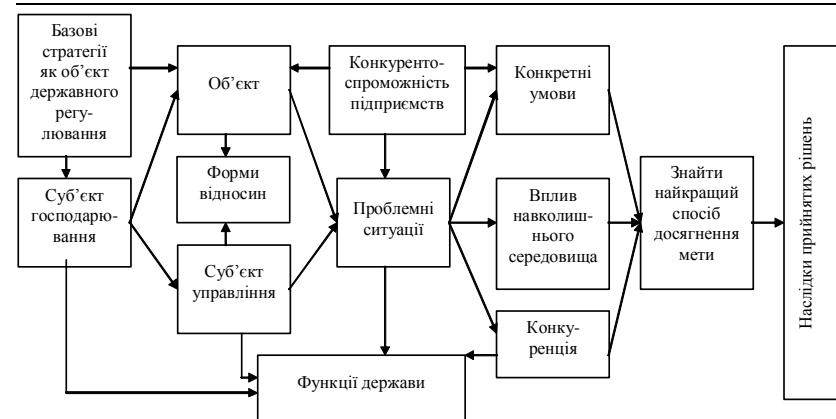 Базові
стратегії
як об’єкт
державного
регу-
лювання
Об’єкт
Конкуренто-
спроможність
підприємств
Конкретні
умови
Форми
відносин
Суб’єкт
господарю-
вання
Проблемні
ситуації
Вплив
навколиш-
нього
середовища
Знайти
найкращий
спосіб
досягнення
мети
Наслідки прийнятих рішень
Суб’єкт
управління
Конку-
ренція
Функції держави